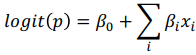 logit(p) = β₀ + ∑ᵢ βᵢxᵢ